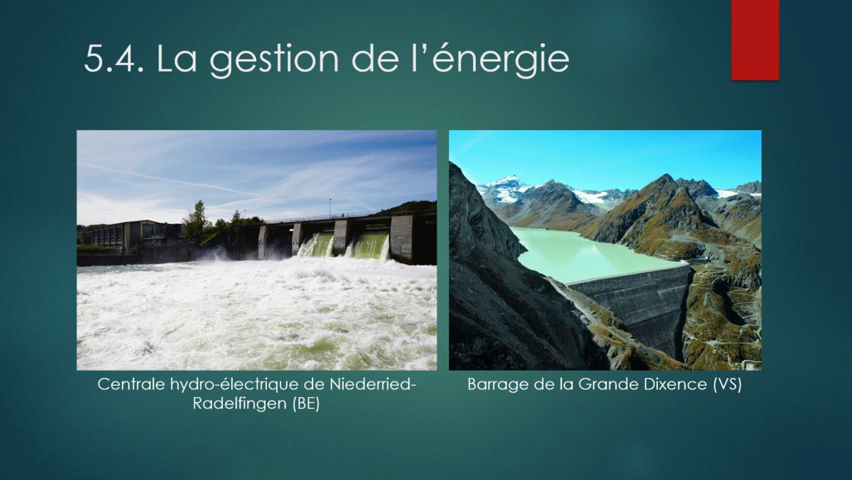 5.4. La gestion de l’énergie
Centrale hydro-électrique de Niederried-
Radelfingen (BE)
Barrage de la Grande Dixence (VS)